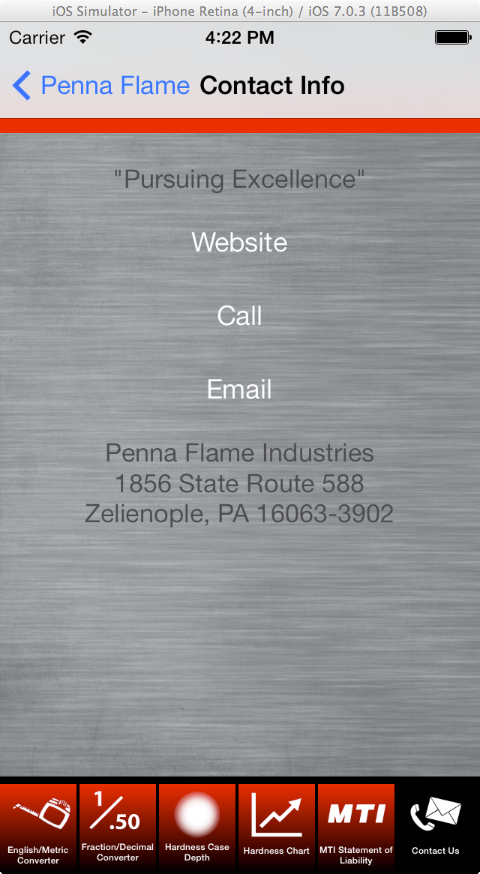 iOS Simulator – iPhone Retina (4-inch) / iOS 7.0.3 (11B508)
Carrier 4:22 PM
Penna Flame Contact Info
"Pursuing Excellence"
Website
Call
Email
Penna Flame Industries
1856 State Route 588
Zelienople, PA 16063-3902
English/Metric
Converter
1/.50
Fraction/Decimal
Converter
Hardness Case
Depth
Hardness Chart
MTI
MTI Statement of
Liability
Contact Us